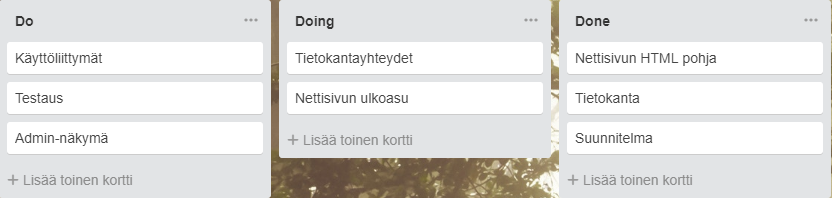 Do
Käyttöliittymät
Testaus
Admin-näkymä
+ Lisää toinen kortti
Doing
Tietokantayhteydet
Nettisivun ulkoasu
+ Lisää toinen kortti
Done
Nettisivun HTML pohja
Tietokanta
Suunnitelma
+ Lisää toinen kortti